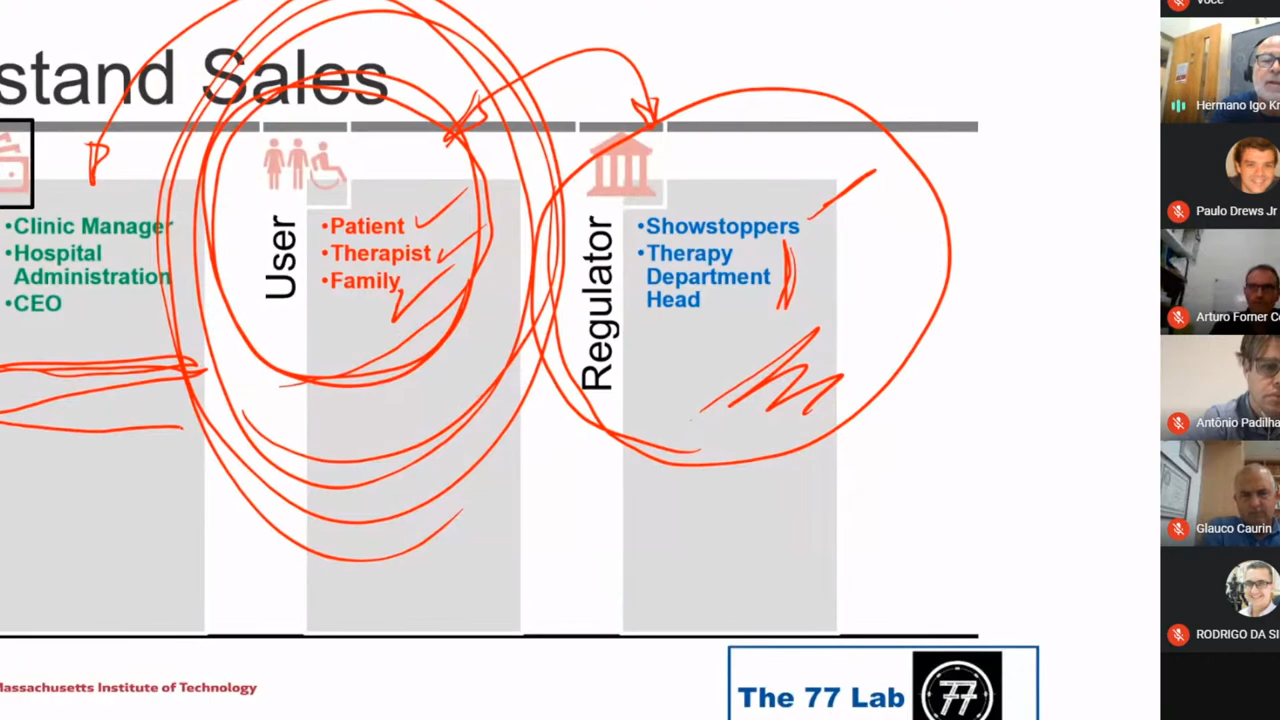 stand Sales
•Clinic Manager
•Hospital
Administration
•CEO
User
•Patient
•Therapist
•Family
Regulator
•Showstoppers
•Therapy
Department
Head
Massachusetts Institute of Technology
The 77 Lab
77
Você
Hermano Igo Kr
Paulo Drews Jr
Arturo Forner Co
Antônio Padilha
Glauco Caurin
RODRIGO DA SI